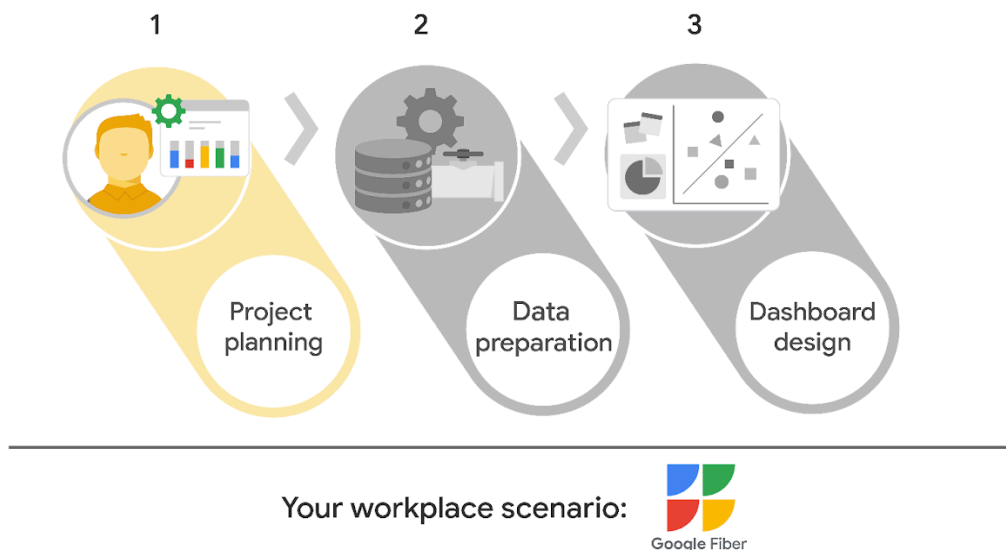 1
2
3
Project
planning
Data
preparation
Dashboard
design
Your workplace scenario:
Google Fiber